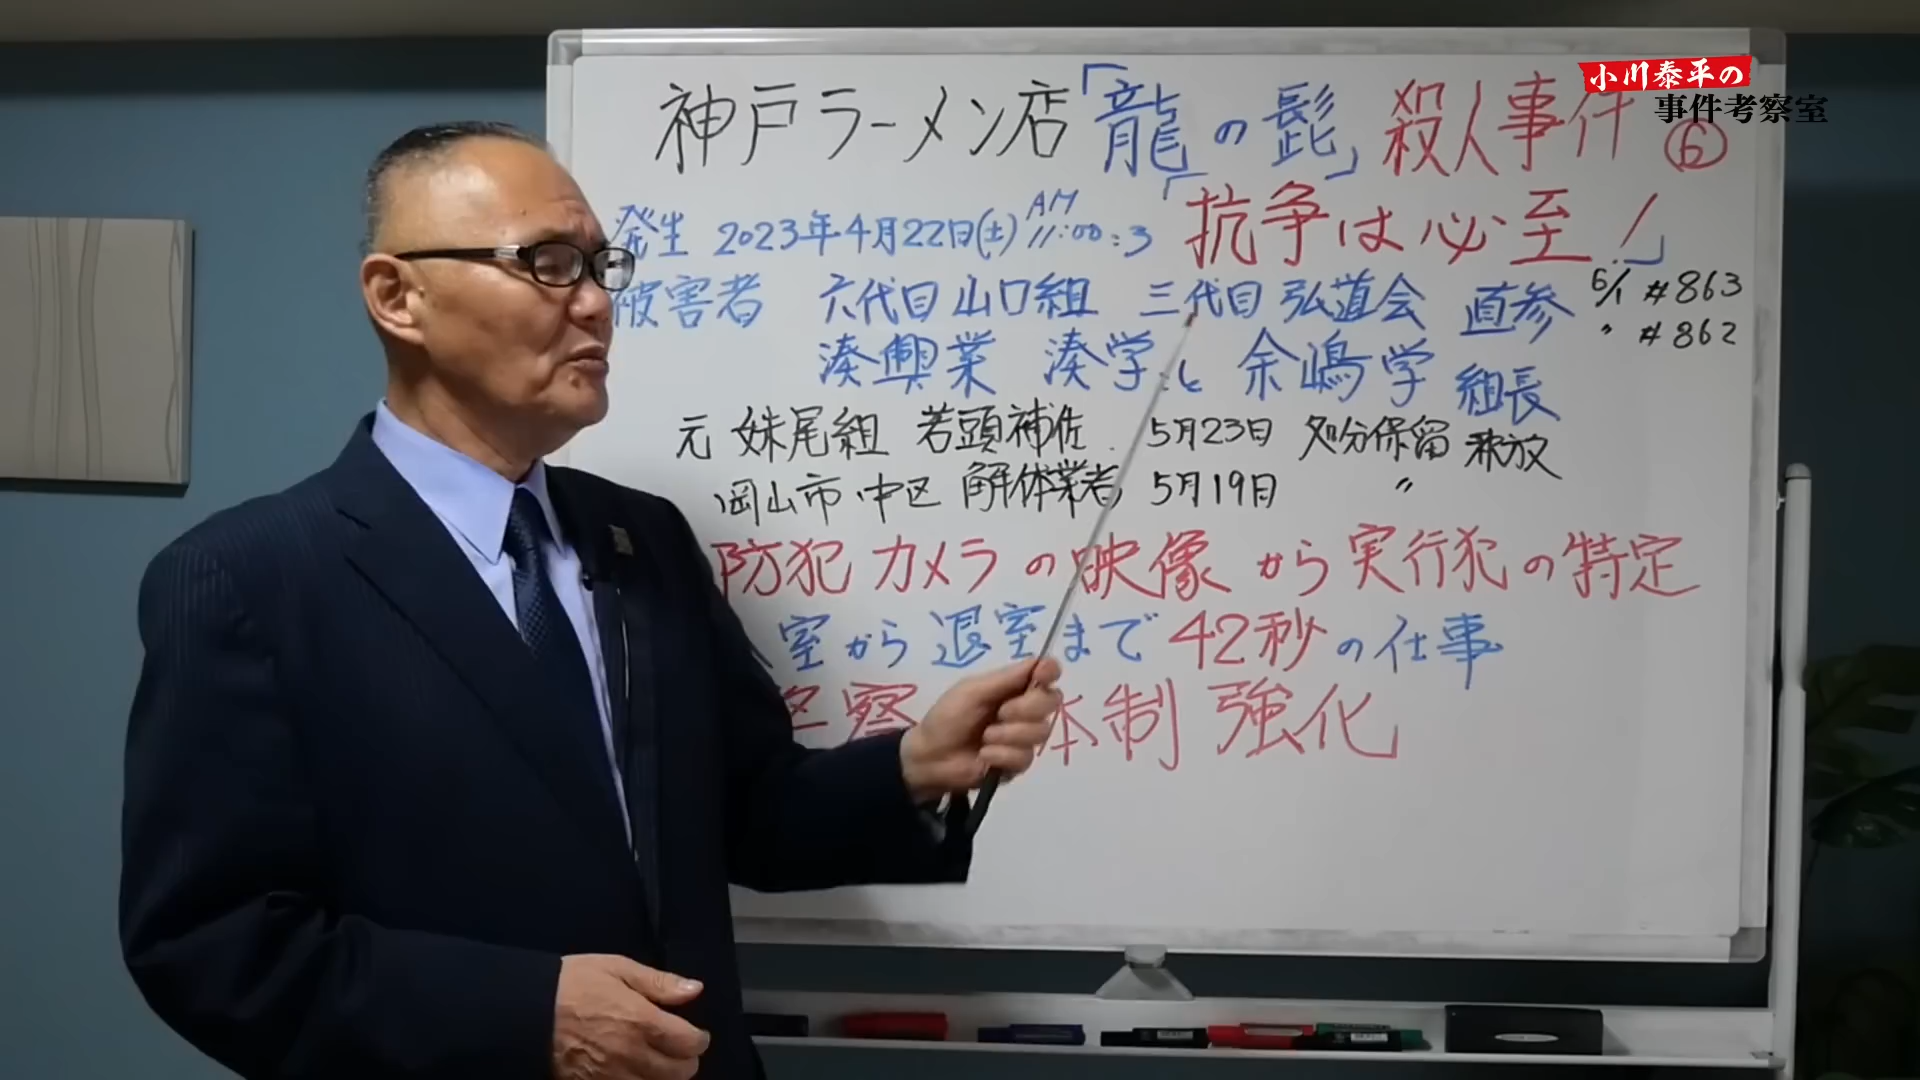 小川泰平の
事件考察室
神戸ラーメン店「龍の髭」殺人事件⑥
発生 2023年4月22日(土) AM 11:00:3 「抗争は必至!」
被害者 六代目山口組 三代目弘道会 直参 6/1 #863
〃 #862
湊興業 湊学こと 余嶋学 組長
元 妹尾組 若頭補佐 5月23日 処分保留 釈放
岡山市中区 解体業者 5月19日 〃
防犯カメラの映像から実行犯の特定
室から退室まで42秒の仕事
察 体制強化